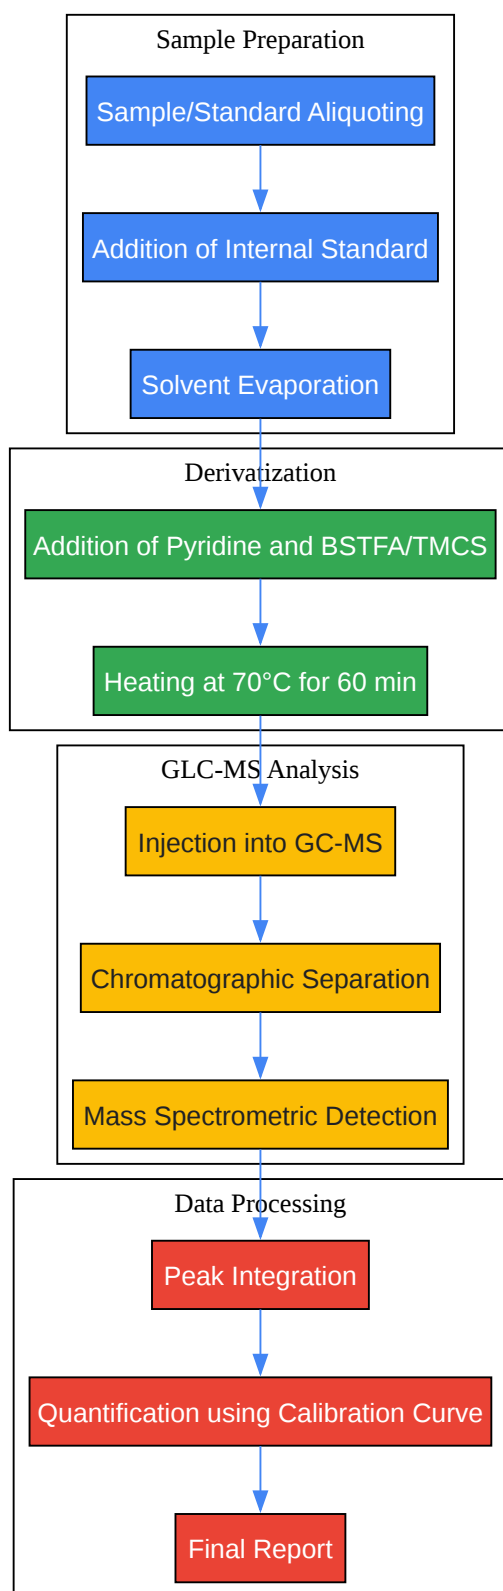 Sample Preparation
Sample/Standard Aliquoting
Addition of Internal Standard
Solvent Evaporation
Derivatization
Addition of Pyridine and BSTFA/TMCS
Heating at 70°C for 60 min
GLC-MS Analysis
Injection into GC-MS
Chromatographic Separation
Mass Spectrometric Detection
Data Processing
Peak Integration
Quantification using Calibration Curve
Final Report